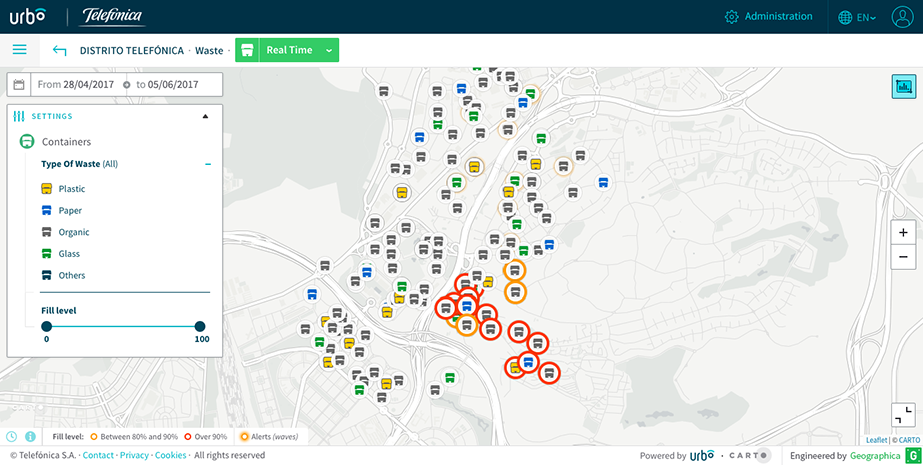 urbo Telefónica Administration EN
DISTRITO TELEFÓNICA · Waste · Real Time
From 28/04/2017 to 05/06/2017
SETTINGS
Containers
Type Of Waste (All)
Plastic
Paper
Organic
Glass
Others
Fill level
0 100
+
−
Fill level: Between 80% and 90% Over 90% Alerts (waves)
Leaflet | © CARTO
© Telefónica S.A. · Contact · Privacy · Cookies · All rights reserved
Powered by urbo · CARTO Engineered by Geographica G